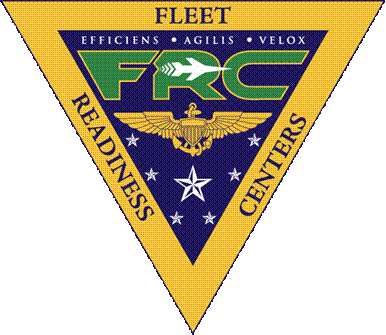 FLEET
EFFICIENS • AGILIS • VELOX
FRC
READINESS
CENTERS